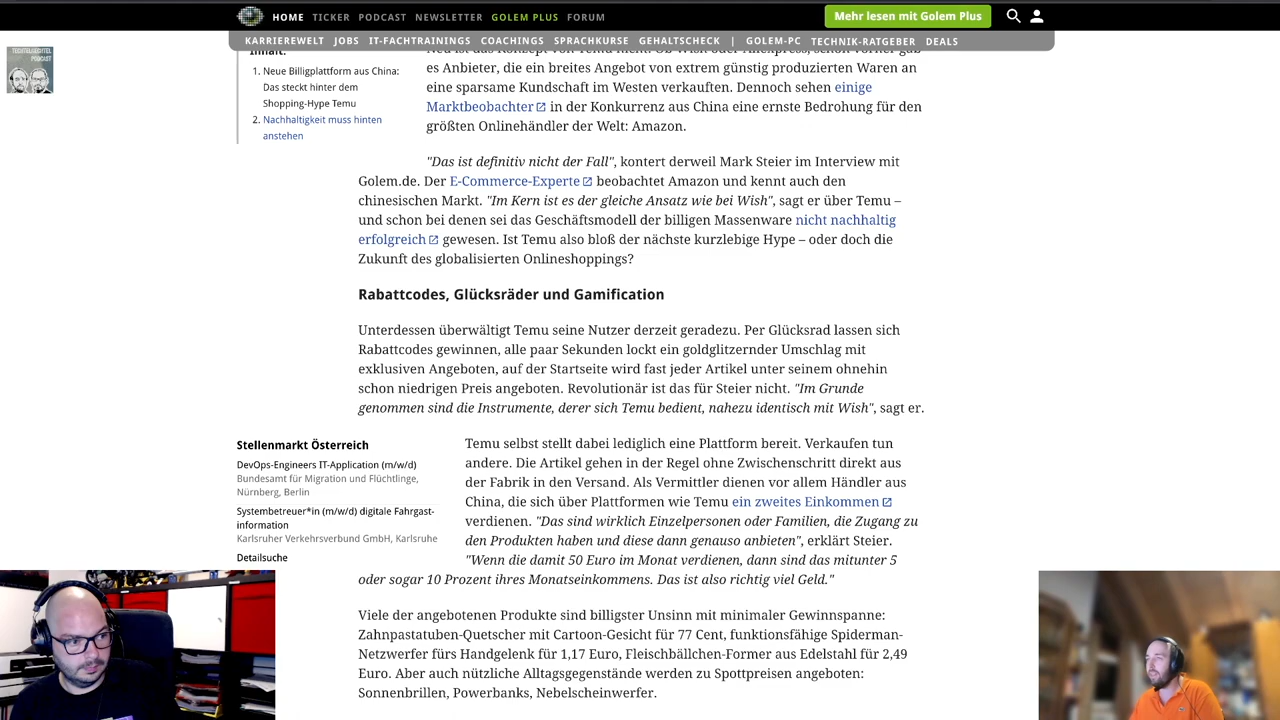 HOME TICKER PODCAST NEWSLETTER GOLEM PLUS FORUM
Mehr lesen mit Golem Plus
KARRIEREWELT JOBS IT-FACHTRAININGS COACHINGS SPRACHKURSE GEHALTSCHECK | GOLEM-PC TECHNIK-RATGEBER DEALS
TECHTELMECHTEL
PODCAST
Inhalt:
1. Neue Billigplattform aus China:
Das steckt hinter dem
Shopping-Hype Temu
2. Nachhaltigkeit muss hinten
anstehen
Neu ist das Konzept von Temu nicht: Ob Wish oder Aliexpress, schon vorher gab
es Anbieter, die ein breites Angebot von extrem günstig produzierten Waren an
eine sparsame Kundschaft im Westen verkauften. Dennoch sehen einige
Marktbeobachter in der Konkurrenz aus China eine ernste Bedrohung für den
größten Onlinehändler der Welt: Amazon.
"Das ist definitiv nicht der Fall", kontert derweil Mark Steier im Interview mit
Golem.de. Der E-Commerce-Experte beobachtet Amazon und kennt auch den
chinesischen Markt. "Im Kern ist es der gleiche Ansatz wie bei Wish", sagt er über Temu –
und schon bei denen sei das Geschäftsmodell der billigen Massenware nicht nachhaltig
erfolgreich gewesen. Ist Temu also bloß der nächste kurzlebige Hype – oder doch die
Zukunft des globalisierten Onlineshoppings?
Rabattcodes, Glücksräder und Gamification
Unterdessen überwältigt Temu seine Nutzer derzeit geradezu. Per Glücksrad lassen sich
Rabattcodes gewinnen, alle paar Sekunden lockt ein goldglitzernder Umschlag mit
exklusiven Angeboten, auf der Startseite wird fast jeder Artikel unter seinem ohnehin
schon niedrigen Preis angeboten. Revolutionär ist das für Steier nicht. "Im Grunde
genommen sind die Instrumente, derer sich Temu bedient, nahezu identisch mit Wish", sagt er.
Stellenmarkt Österreich
DevOps-Engineers IT-Application (m/w/d)
Bundesamt für Migration und Flüchtlinge,
Nürnberg, Berlin
Systembetreuer*in (m/w/d) digitale Fahrgast-
information
Karlsruher Verkehrsverbund GmbH, Karlsruhe
Detailsuche
Temu selbst stellt dabei lediglich eine Plattform bereit. Verkaufen tun
andere. Die Artikel gehen in der Regel ohne Zwischenschritt direkt aus
der Fabrik in den Versand. Als Vermittler dienen vor allem Händler aus
China, die sich über Plattformen wie Temu ein zweites Einkommen
verdienen. "Das sind wirklich Einzelpersonen oder Familien, die Zugang zu
den Produkten haben und diese dann genauso anbieten", erklärt Steier.
"Wenn die damit 50 Euro im Monat verdienen, dann sind das mitunter 5
oder sogar 10 Prozent ihres Monatseinkommens. Das ist also richtig viel Geld."
Viele der angebotenen Produkte sind billigster Unsinn mit minimaler Gewinnspanne:
Zahnpastatuben-Quetscher mit Cartoon-Gesicht für 77 Cent, funktionsfähige Spiderman-
Netzwerfer fürs Handgelenk für 1,17 Euro, Fleischbällchen-Former aus Edelstahl für 2,49
Euro. Aber auch nützliche Alltagsgegenstände werden zu Spottpreisen angeboten:
Sonnenbrillen, Powerbanks, Nebelscheinwerfer.